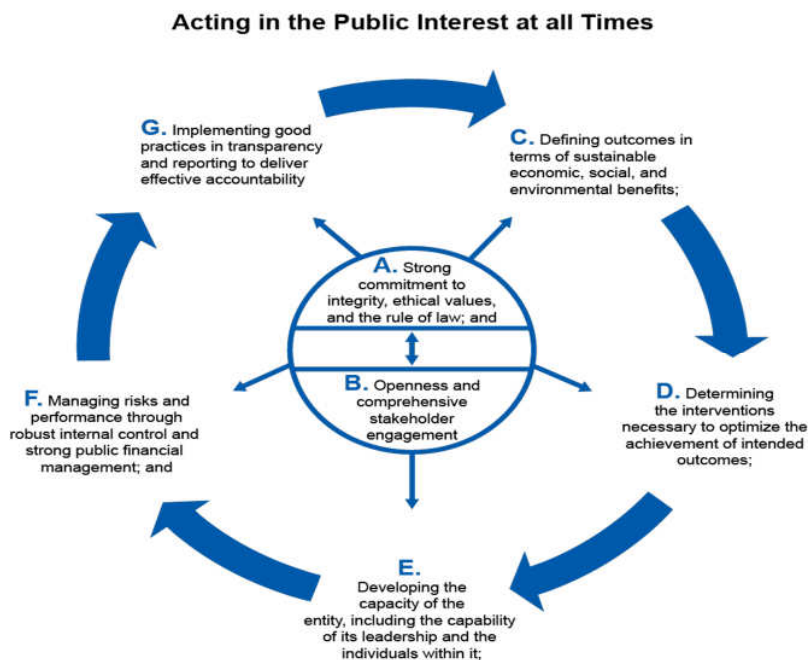 Acting in the Public Interest at all Times
G. Implementing good
practices in transparency
and reporting to deliver
effective accountability
C. Defining outcomes in
terms of sustainable
economic, social, and
environmental benefits;
A. Strong
commitment to
integrity, ethical values,
and the rule of law; and
B. Openness and
comprehensive
stakeholder
engagement
F. Managing risks and
performance through
robust internal control and
strong public financial
management; and
D. Determining
the interventions
necessary to optimize the
achievement of intended
outcomes;
E.
Developing the
capacity of the
entity, including the capability
of its leadership and the
individuals within it;